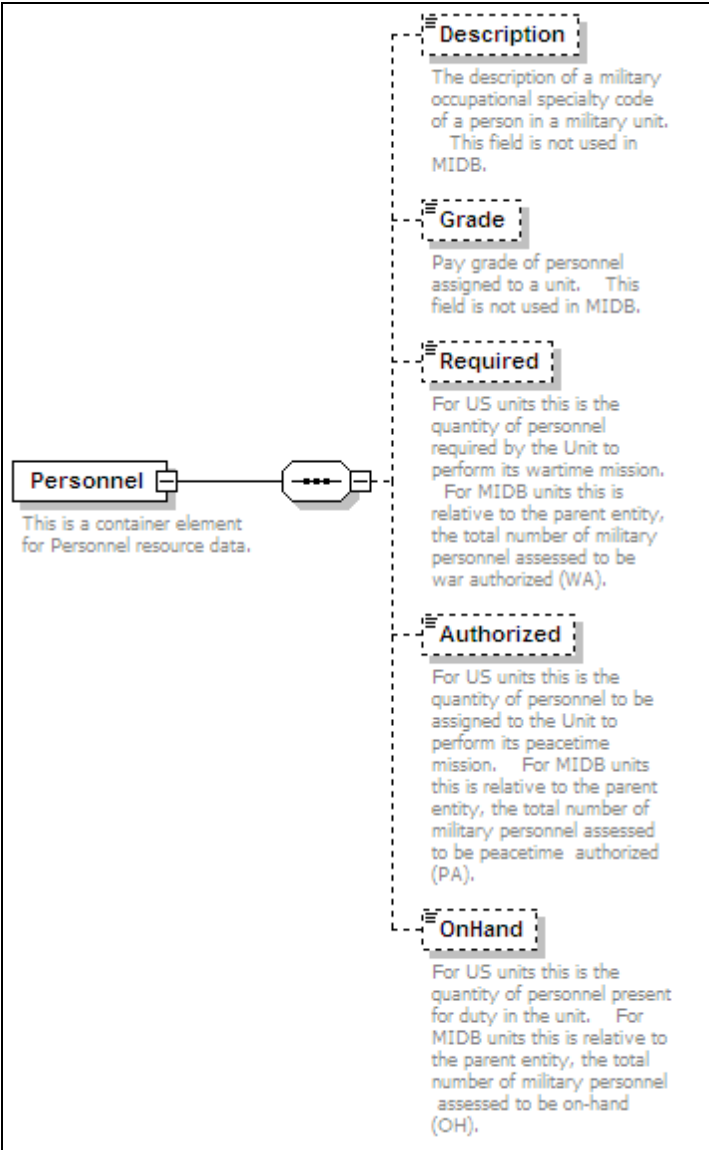 Description
The description of a military
occupational specialty code
of a person in a military unit.
This field is not used in
MIDB.
Grade
Pay grade of personnel
assigned to a unit. This
field is not used in MIDB.
Required
For US units this is the
quantity of personnel
required by the Unit to
perform its wartime mission.
For MIDB units this is
relative to the parent entity,
the total number of military
personnel assessed to be
war authorized (WA).
Personnel
This is a container element
for Personnel resource data.
Authorized
For US units this is the
quantity of personnel to be
assigned to the Unit to
perform its peacetime
mission. For MIDB units
this is relative to the parent
entity, the total number of
military personnel assessed
to be peacetime authorized
(PA).
OnHand
For US units this is the
quantity of personnel present
for duty in the unit. For
MIDB units this is relative to
the parent entity, the total
number of military personnel
assessed to be on-hand
(OH).